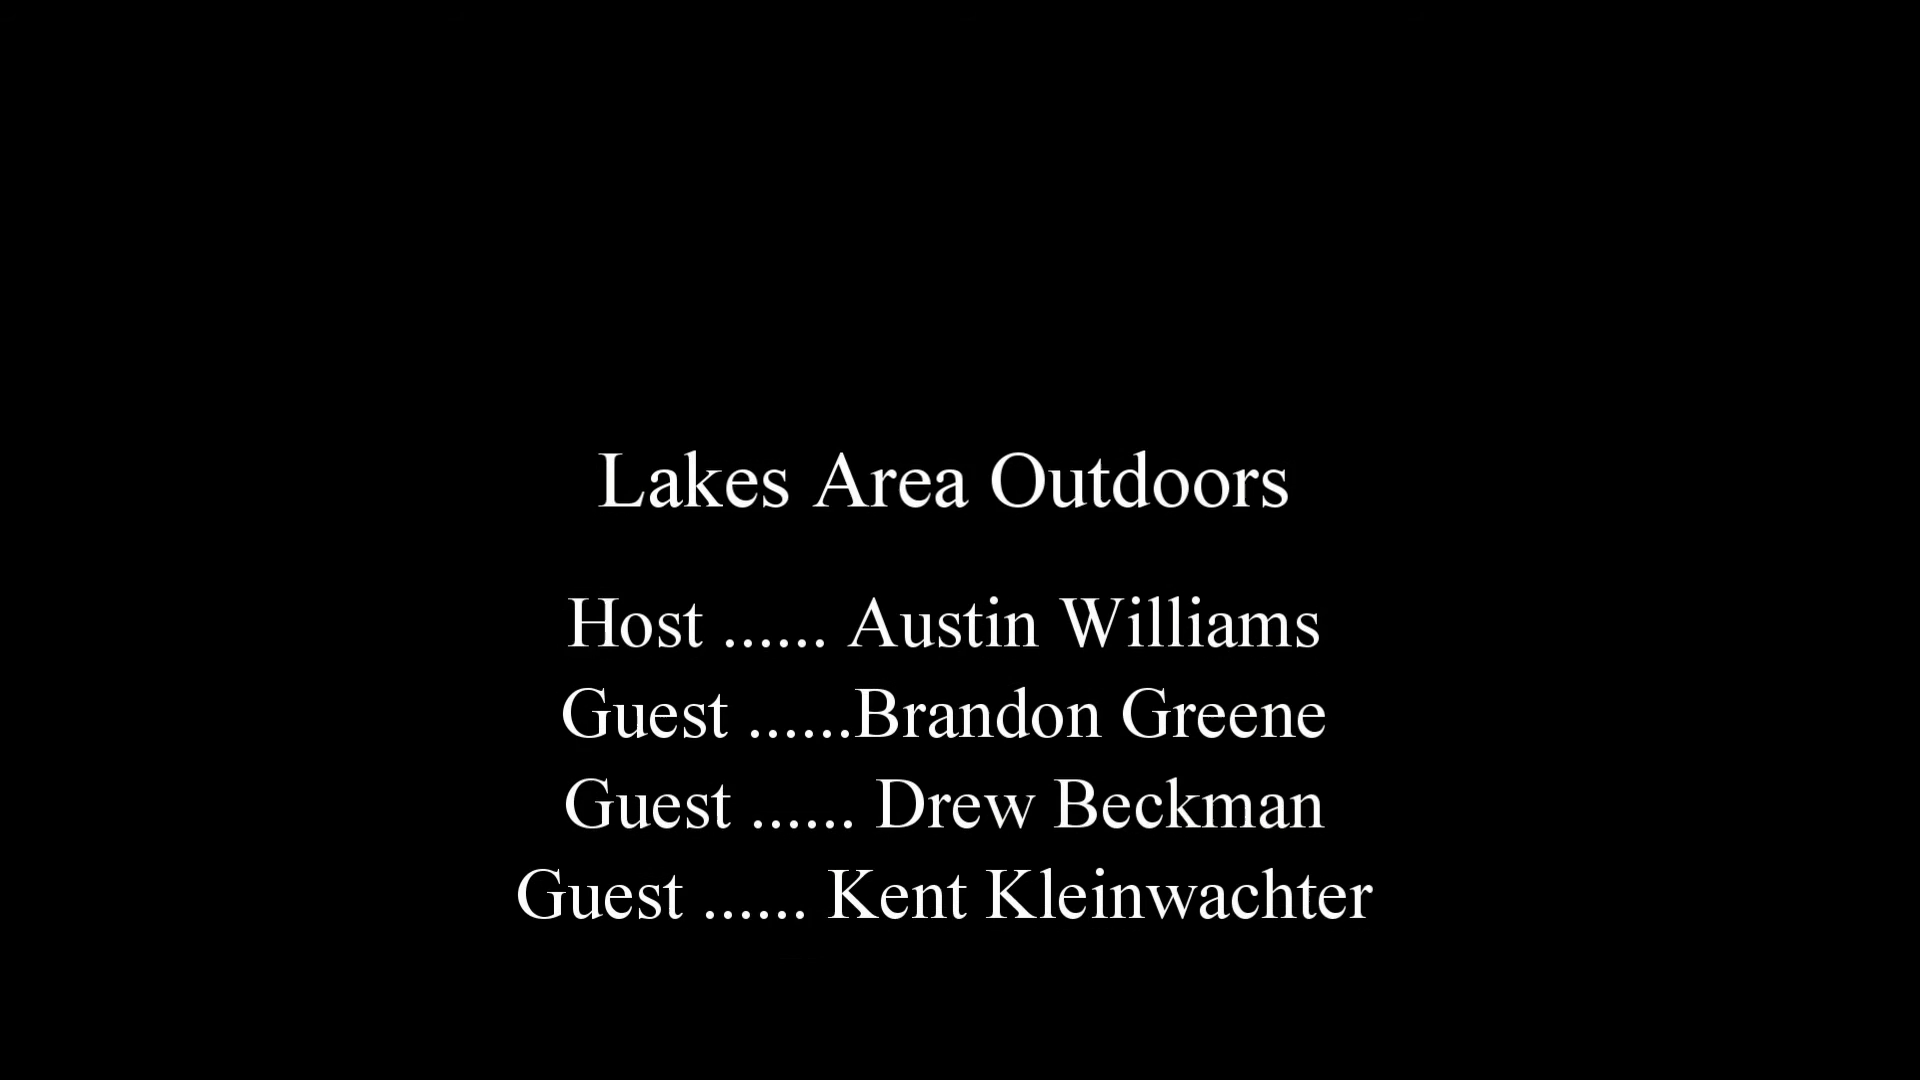 Lakes Area Outdoors
Host ...... Austin Williams
Guest ......Brandon Greene
Guest ...... Drew Beckman
Guest ...... Kent Kleinwachter